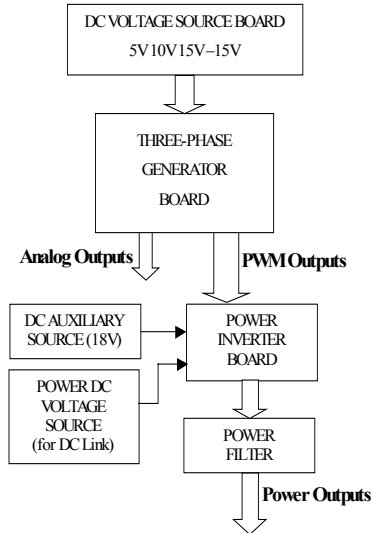 DC VOLTAGE SOURCE BOARD
5V 10V 15V –15V
THREE-PHASE
GENERATOR
BOARD
Analog Outputs
PWM Outputs
DC AUXILIARY
SOURCE (18V)
POWER
INVERTER
BOARD
POWER DC
VOLTAGE
SOURCE
(for DC Link)
POWER
FILTER
Power Outputs